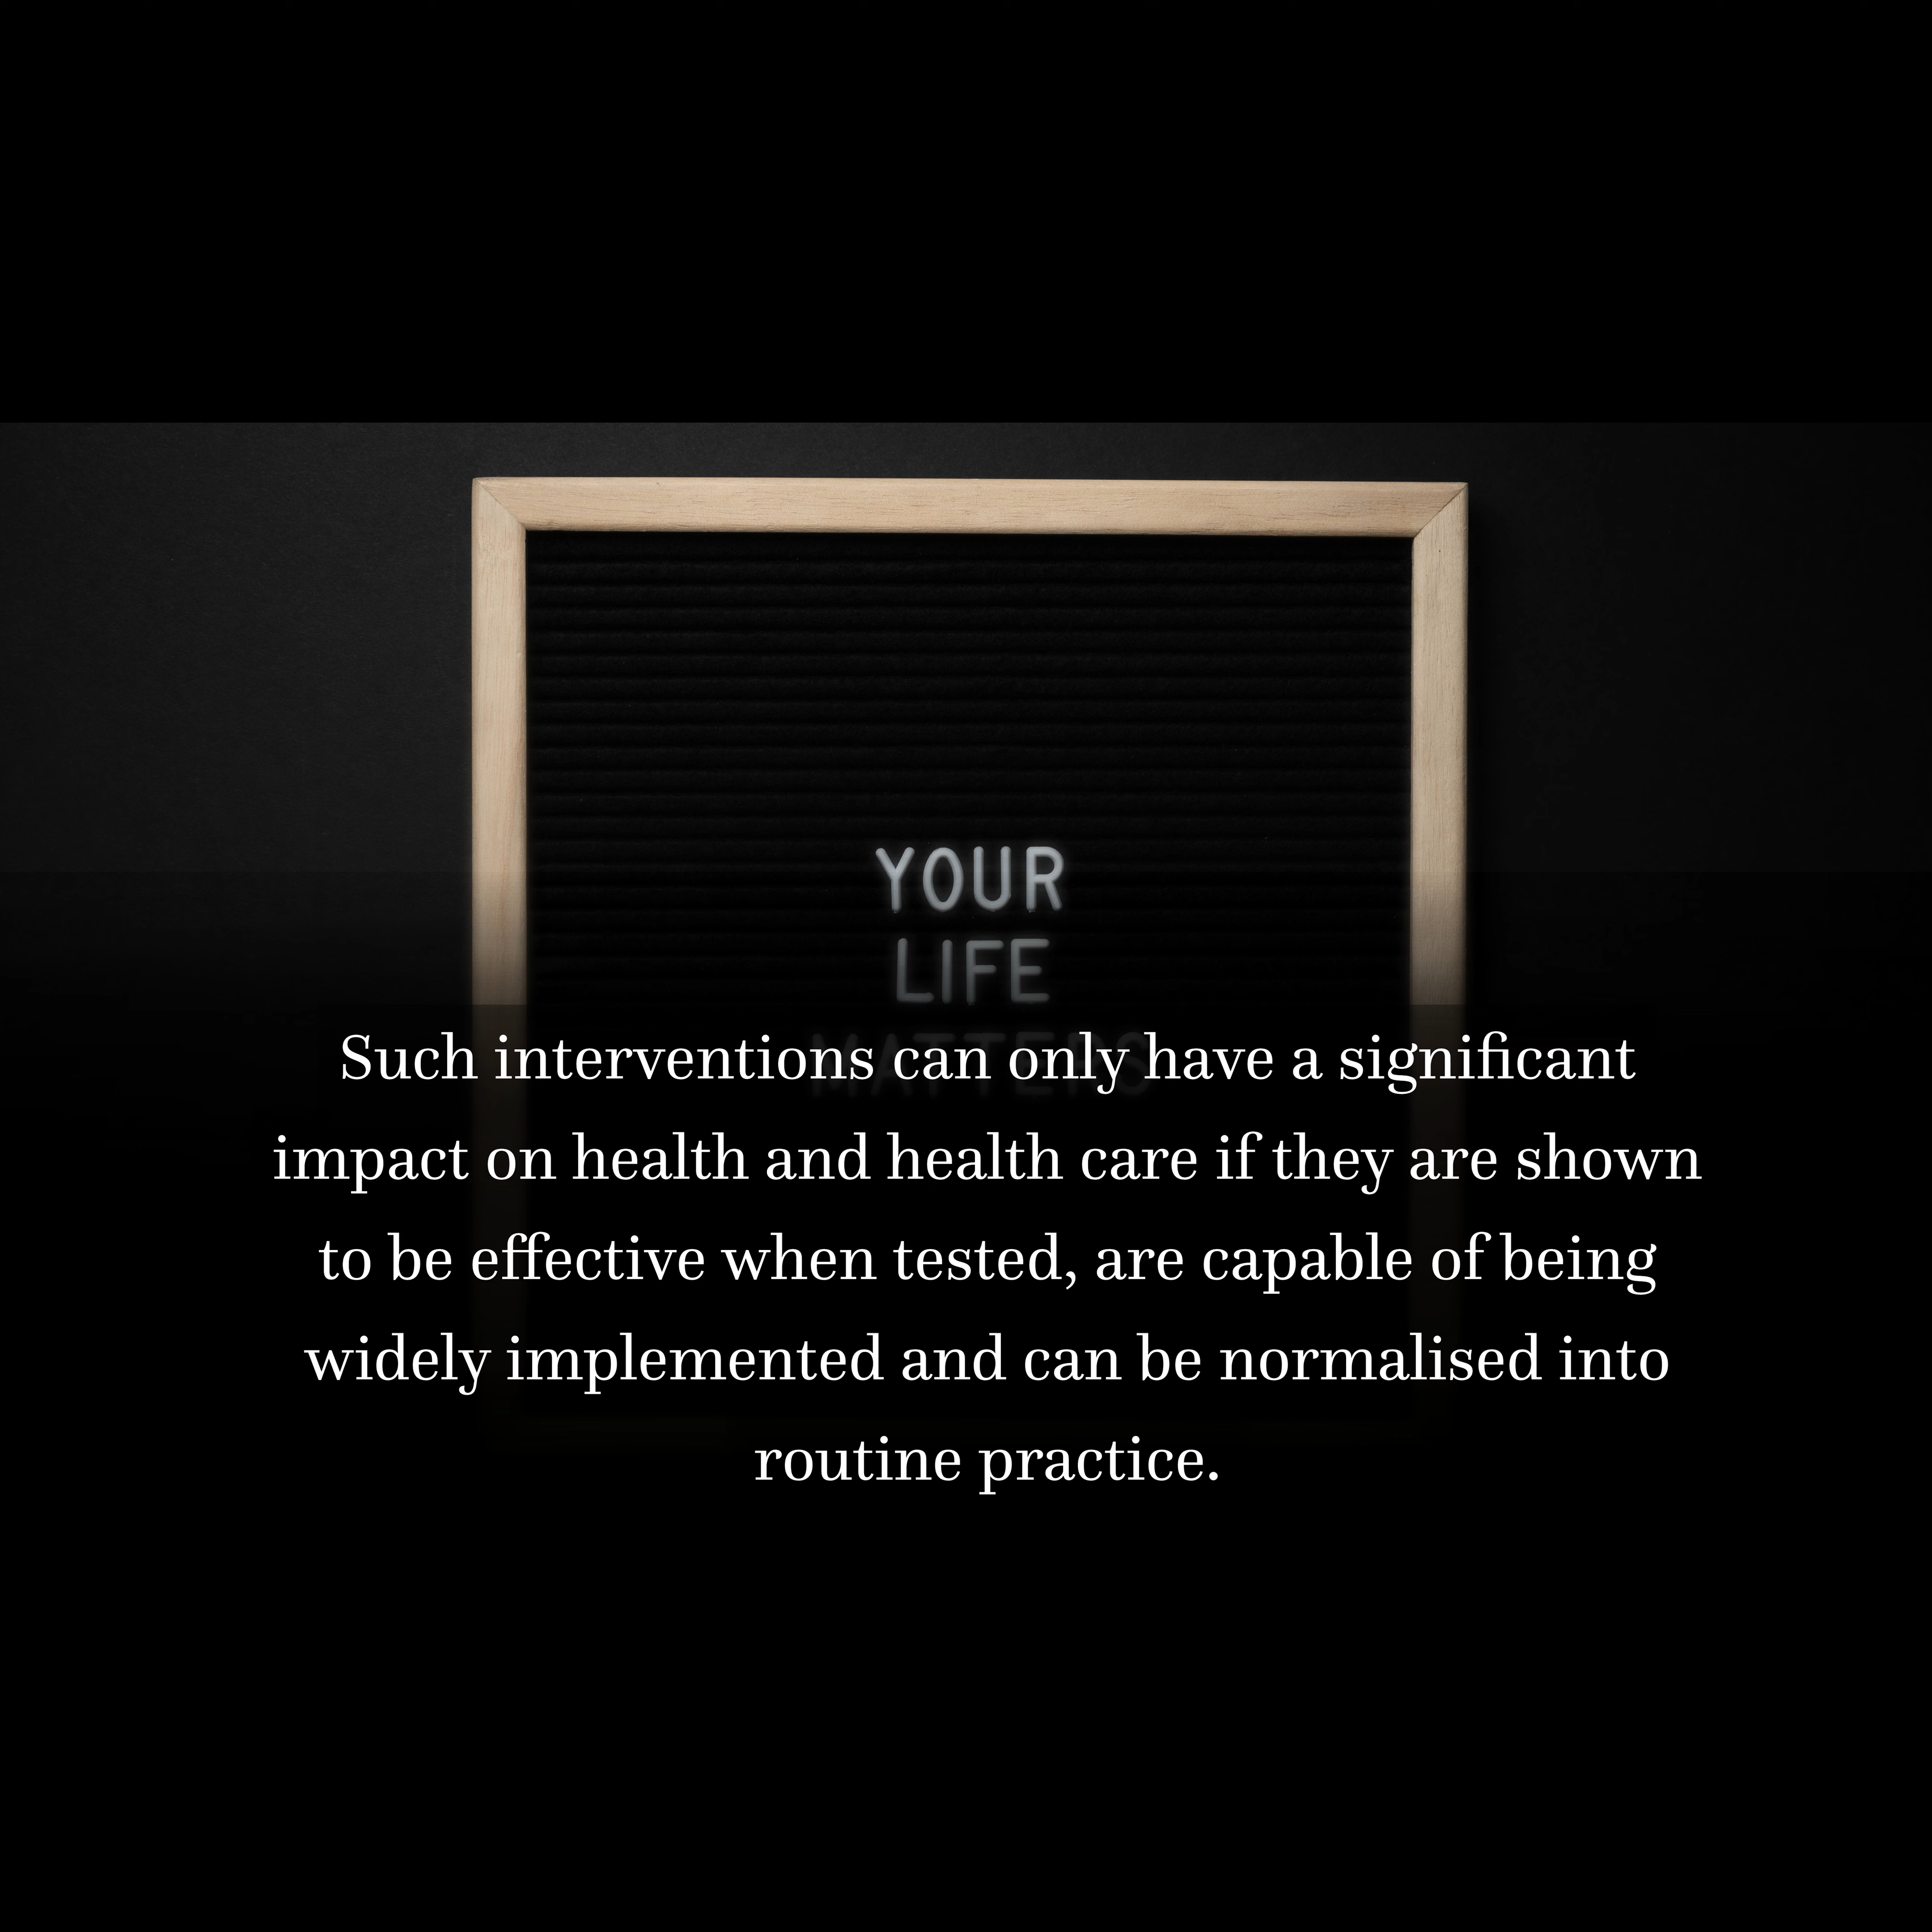 YOUR
LIFE
MATTERS
Such interventions can only have a significant
impact on health and health care if they are shown
to be effective when tested, are capable of being
widely implemented and can be normalised into
routine practice.